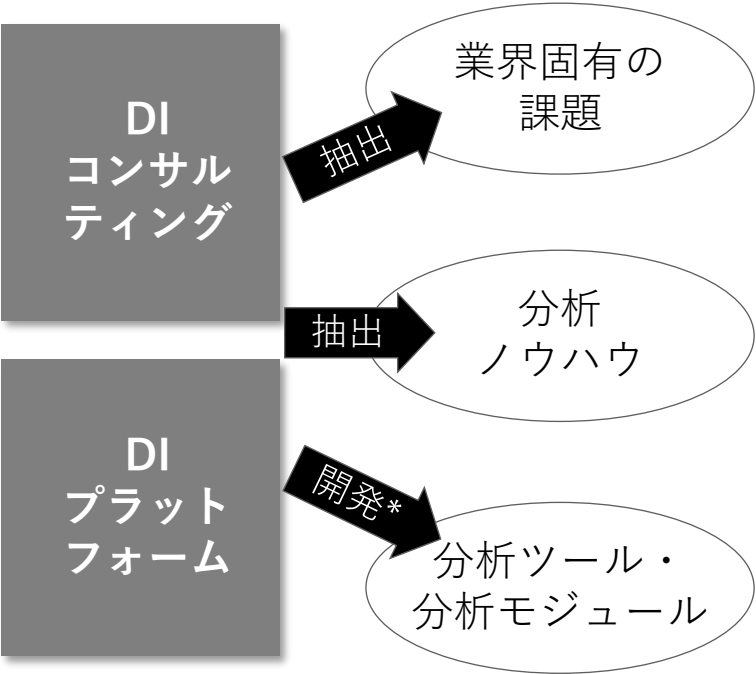 DI
コンサル
ティング
抽出
業界固有の
課題
抽出
分析
ノウハウ
DI
プラット
フォーム
開発*
分析ツール・
分析モジュール